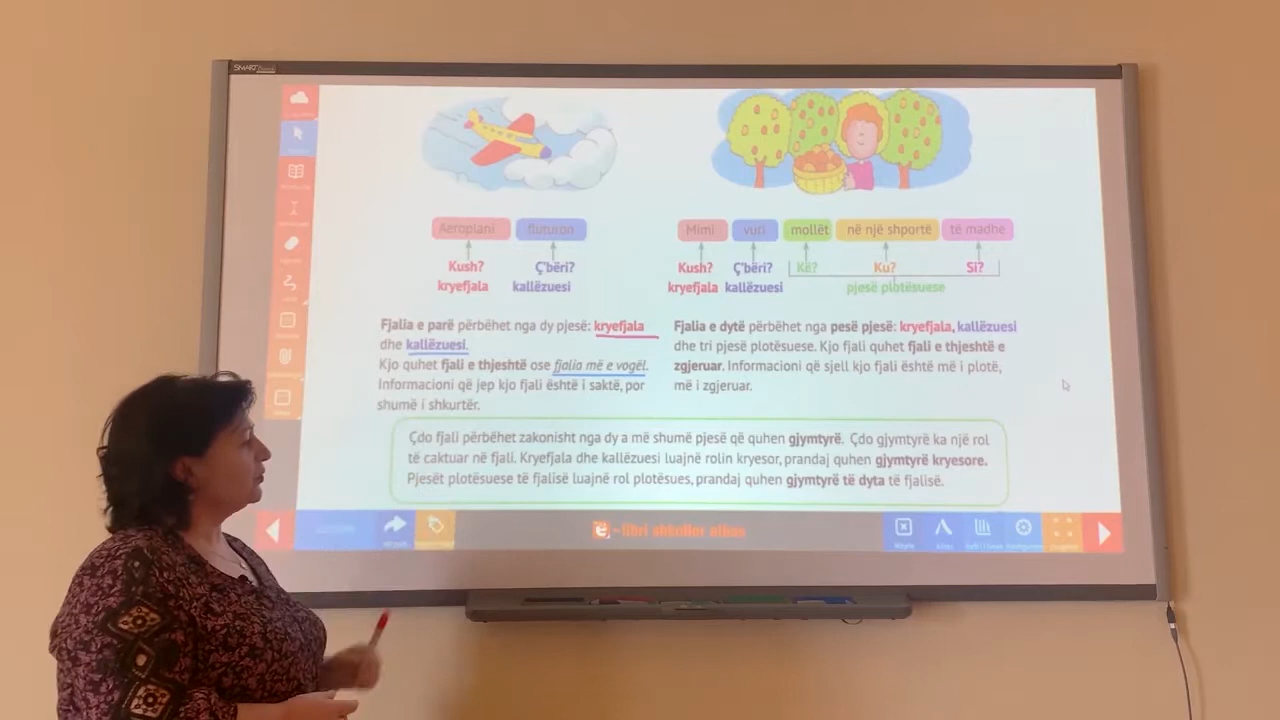 SMART
Aeroplani fluturon
Kush? Ç'bëri?
kryefjala kallëzuesi
Mimi vuri mollët në një shportë të madhe
Kush? Ç'bëri? Kë? Ku? Si?
kryefjala kallëzuesi pjesë plotësuese
Fjalia e parë përbëhet nga dy pjesë: kryefjala
dhe kallëzuesi.
Kjo quhet fjali e thjeshtë ose fjalia më e vogël.
Informacioni që jep kjo fjali është i saktë, por
shumë i shkurtër.
Fjalia e dytë përbëhet nga pesë pjesë: kryefjala, kallëzuesi
dhe tri pjesë plotësuese. Kjo fjali quhet fjali e thjeshtë e
zgjeruar. Informacioni që sjell kjo fjali është më i plotë,
më i zgjeruar.
Çdo fjali përbëhet zakonisht nga dy a më shumë pjesë që quhen gjymtyrë. Çdo gjymtyrë ka një rol
të caktuar në fjali. Kryefjala dhe kallëzuesi luajnë rolin kryesor, prandaj quhen gjymtyrë kryesore.
Pjesët plotësuese të fjalisë luajnë rol plotësues, prandaj quhen gjymtyrë të dyta të fjalisë.
e-libri shkollor albas